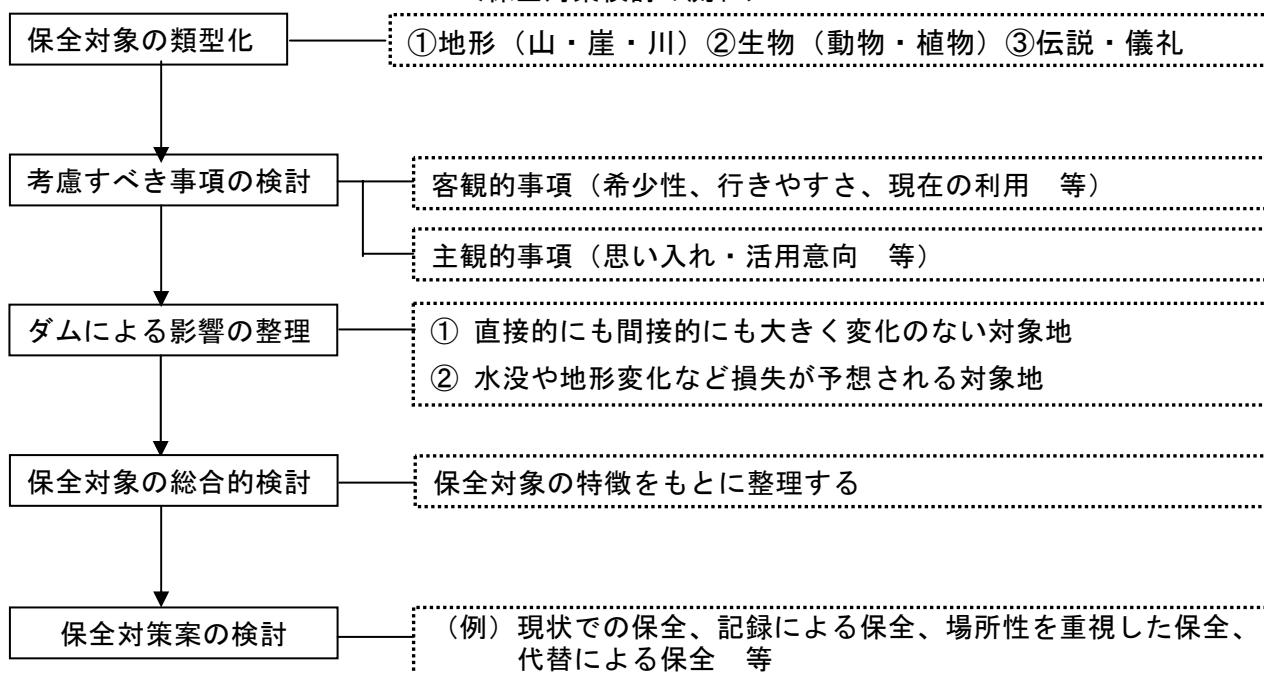 保全対象の類型化
①地形（山・崖・川）②生物（動物・植物）③伝説・儀礼
考慮すべき事項の検討
客観的事項（希少性、行きやすさ、現在の利用　等）
主観的事項（思い入れ・活用意向　等）
ダムによる影響の整理
① 直接的にも間接的にも大きく変化のない対象地
② 水没や地形変化など損失が予想される対象地
保全対象の総合的検討
保全対象の特徴をもとに整理する
保全対策案の検討
（例）現状での保全、記録による保全、場所性を重視した保全、
代替による保全　等